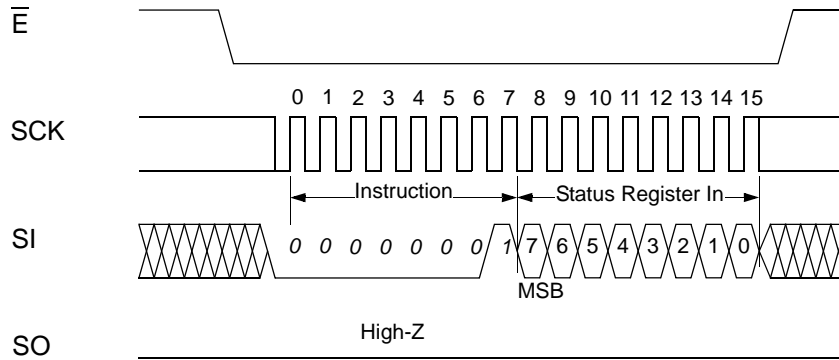 E
0 1 2 3 4 5 6 7 8 9 10 11 12 13 14 15
SCK
Instruction Status Register In
SI 0 0 0 0 0 0 0 1 7 6 5 4 3 2 1 0
MSB
High-Z
SO